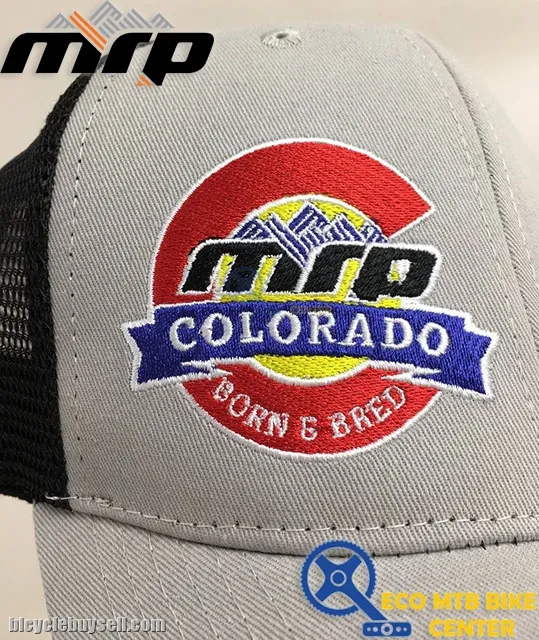 mrp
mrp
COLORADO
BORN & BRED
ECO MTB BIKE
CENTER
bicyclebuysell.com